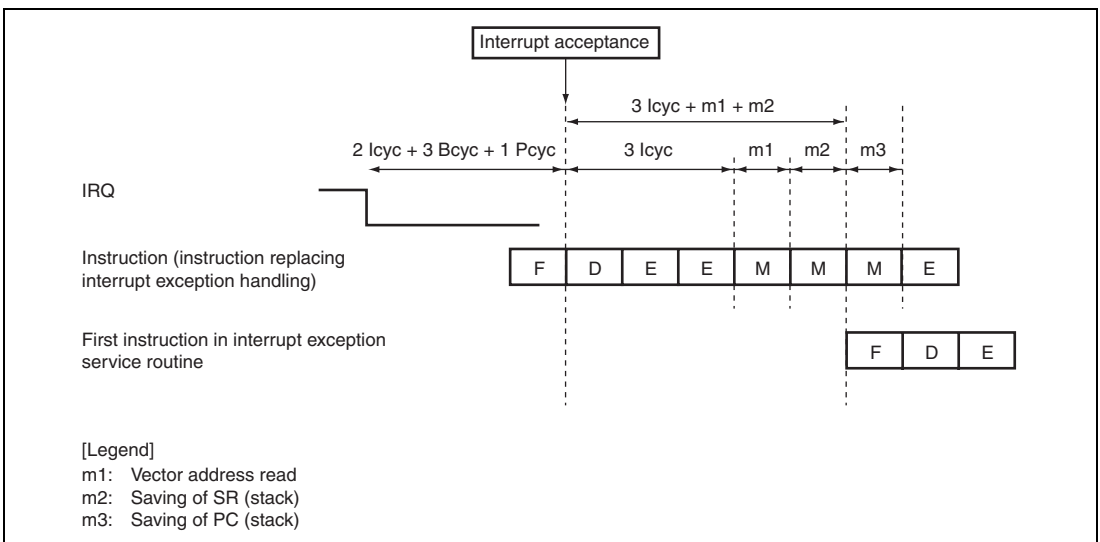 Interrupt acceptance
3 Icyc + m1 + m2
2 Icyc + 3 Bcyc + 1 Pcyc 3 Icyc m1 m2 m3
IRQ
Instruction (instruction replacing
interrupt exception handling)
F D E E M M M E
First instruction in interrupt exception
service routine
F D E
[Legend]
m1: Vector address read
m2: Saving of SR (stack)
m3: Saving of PC (stack)